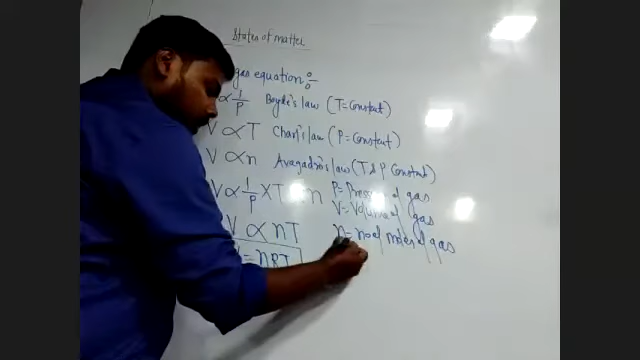 States of matter
gas equation :-
∝ 1/P Boyle's law (T = Constant)
V ∝ T Charl's law (P = Constant)
V ∝ n Avagadro's law (T & P Constant)
V ∝ 1/P × T n
P = of gas
V = Volume of gas
V ∝ nT
n = no of moles of gas
= nRT